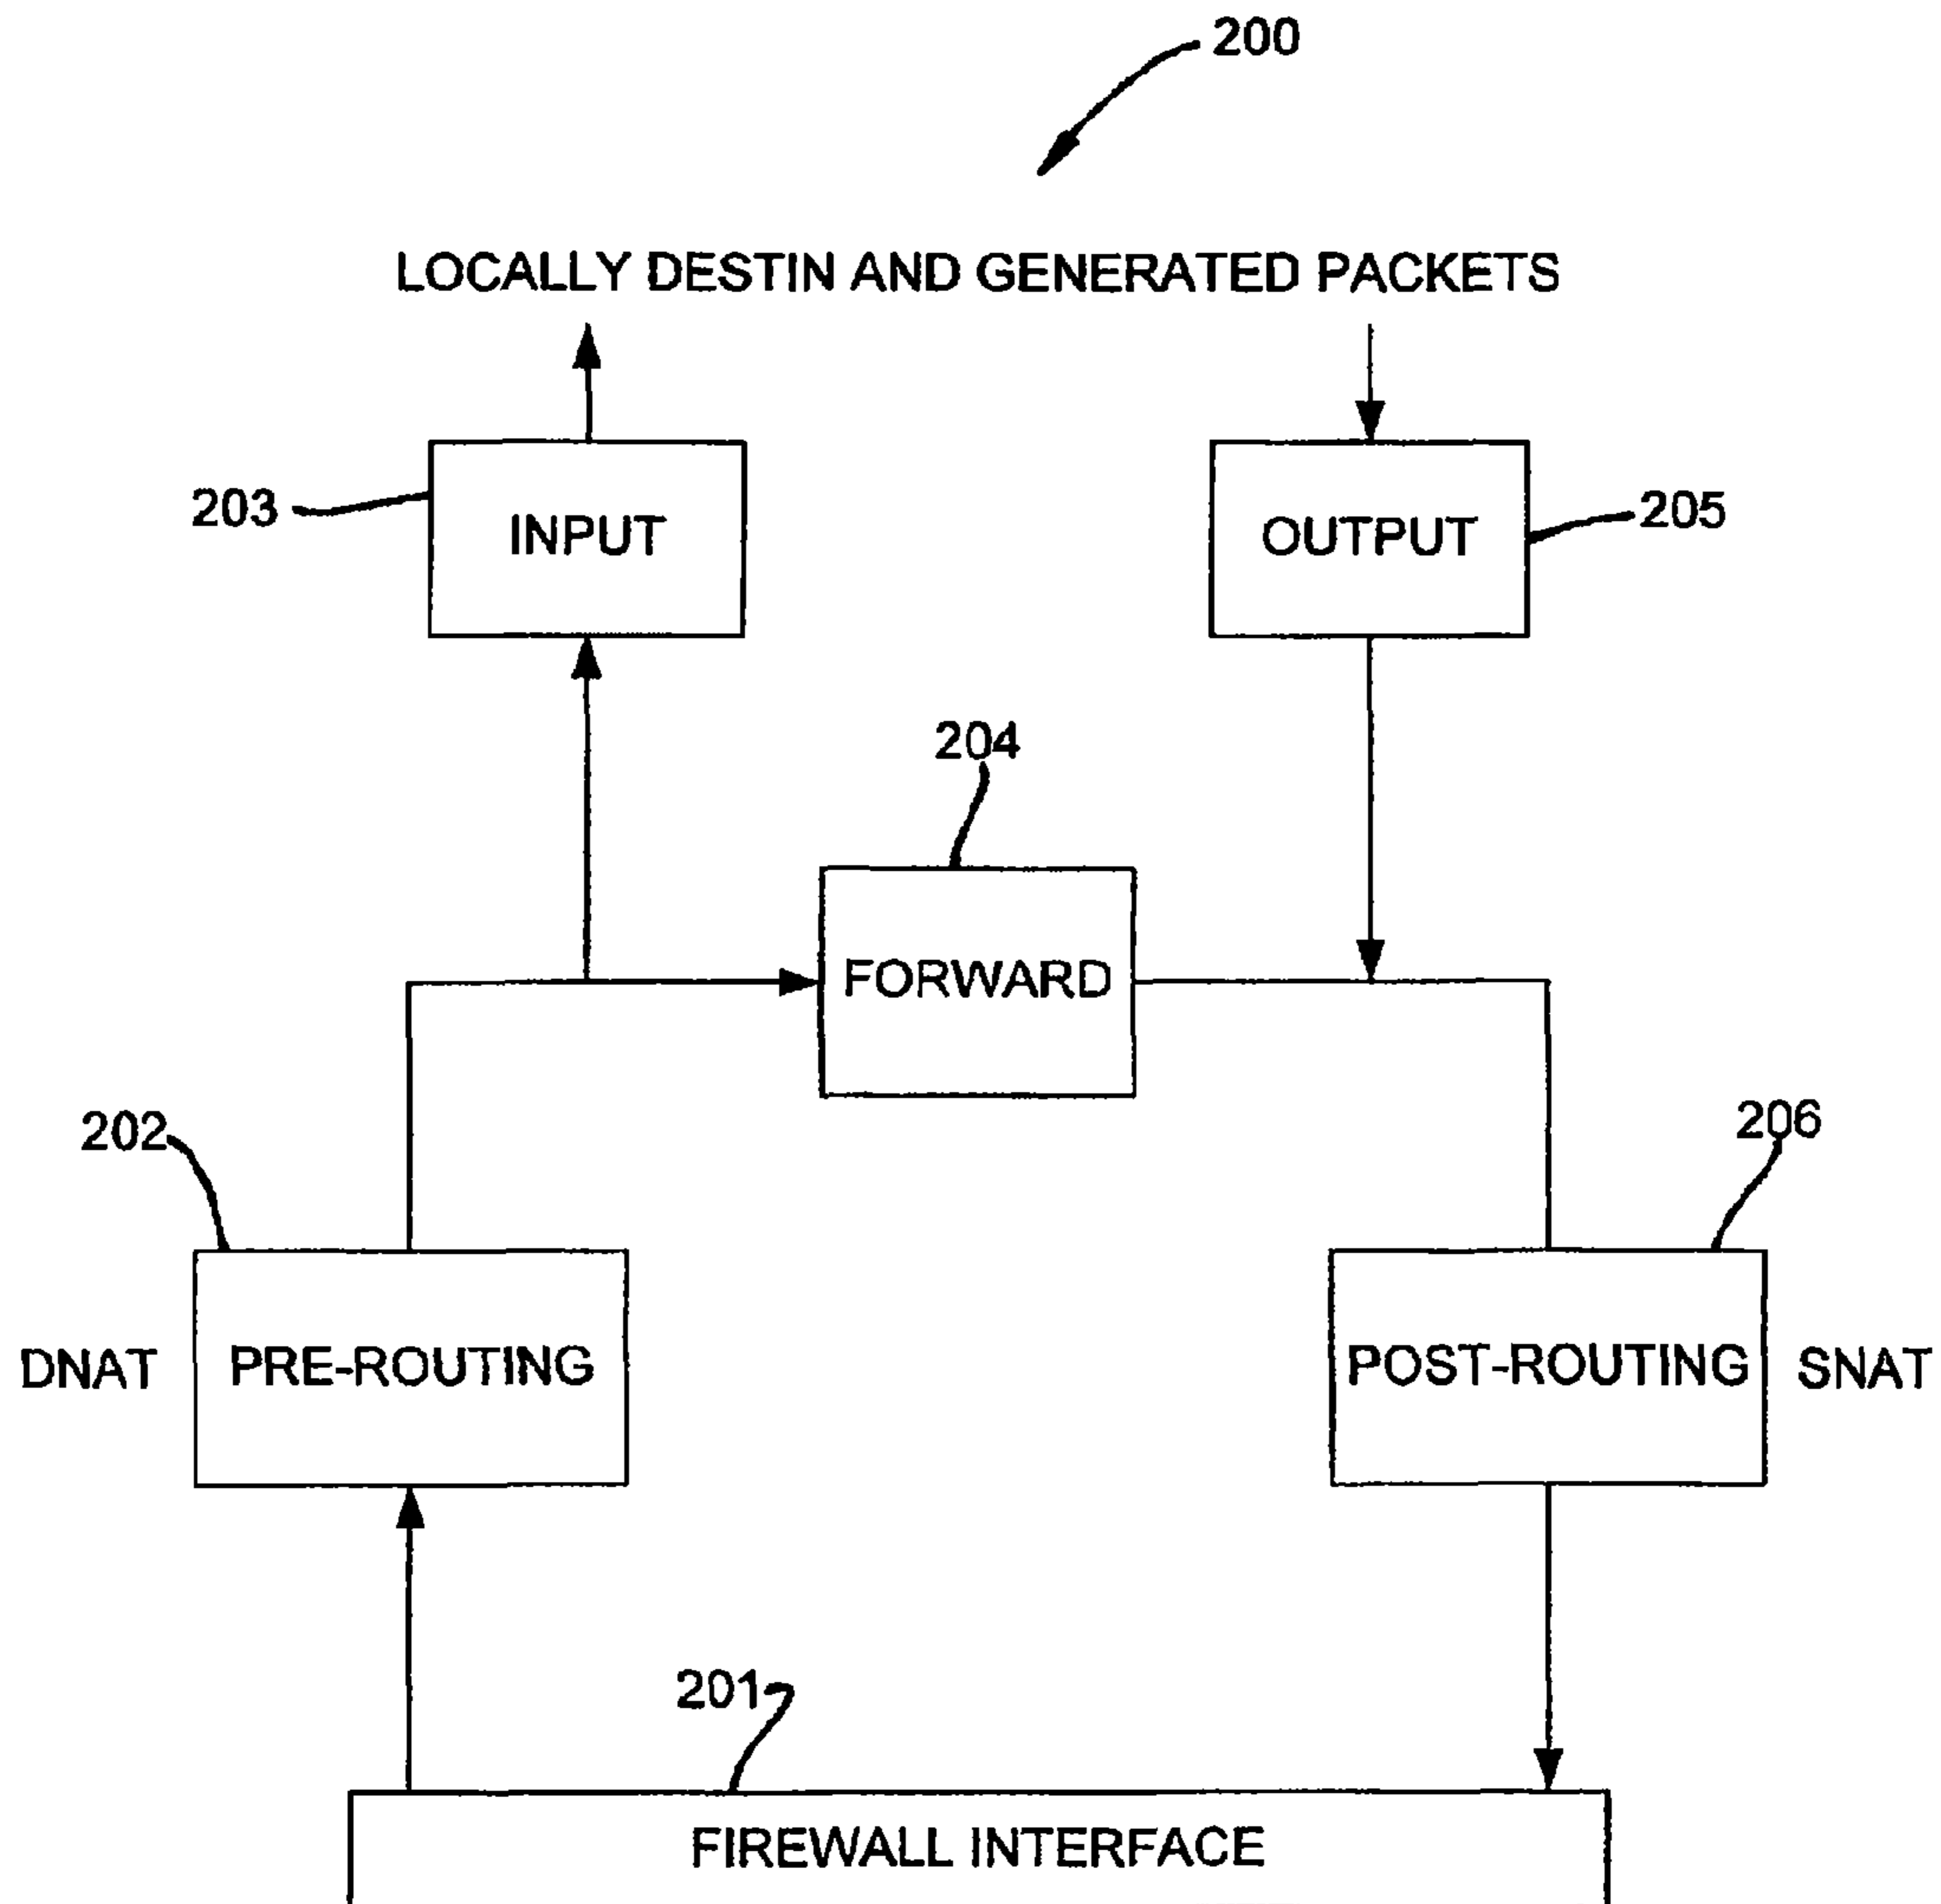 200
LOCALLY DESTIN AND GENERATED PACKETS
203
INPUT
OUTPUT
205
204
FORWARD
202
206
DNAT
PRE-ROUTING
POST-ROUTING
SNAT
201
FIREWALL INTERFACE